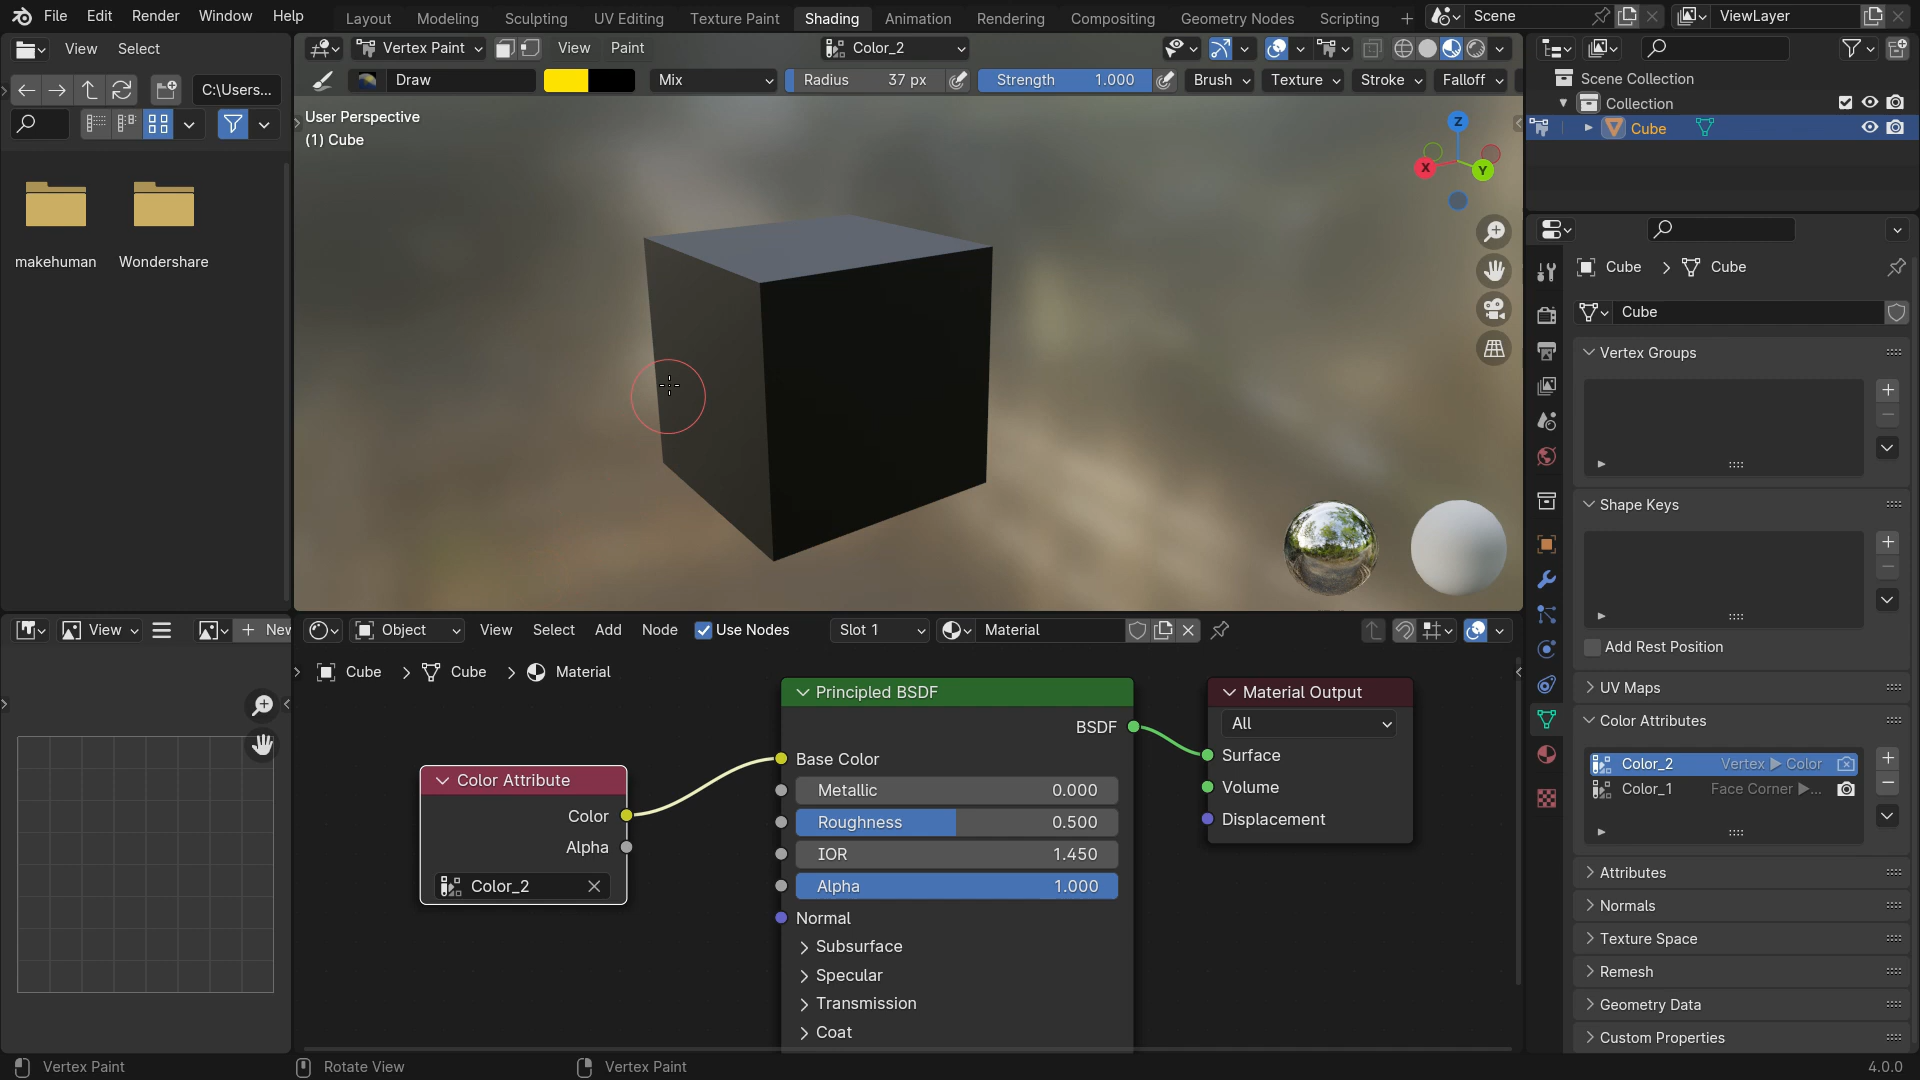 File Edit Render Window Help Layout Modeling Sculpting UV Editing Texture Paint Shading Animation Rendering Compositing Geometry Nodes Scripting + Scene ViewLayer
View Select
Vertex Paint View Paint Color_2
Scene Collection
C:\Users...
Draw Mix Radius 37 px Strength 1.000 Brush Texture Stroke Falloff
Collection
Cube
User Perspective
(1) Cube
Z
X
Y
makehuman Wondershare
Cube > Cube
Cube
Vertex Groups
Shape Keys
Add Rest Position
UV Maps
Color Attributes
Color_2 Vertex ▶ Color
Color_1 Face Corner ▶...
Attributes
Normals
Texture Space
Remesh
Geometry Data
Custom Properties
View + New
Object View Select Add Node Use Nodes Slot 1 Material
Cube > Cube > Material
Color Attribute
Color
Alpha
Color_2
Principled BSDF
BSDF
Base Color
Metallic 0.000
Roughness 0.500
IOR 1.450
Alpha 1.000
Normal
Subsurface
Specular
Transmission
Coat
Material Output
All
Surface
Volume
Displacement
Vertex Paint Rotate View Vertex Paint 4.0.0